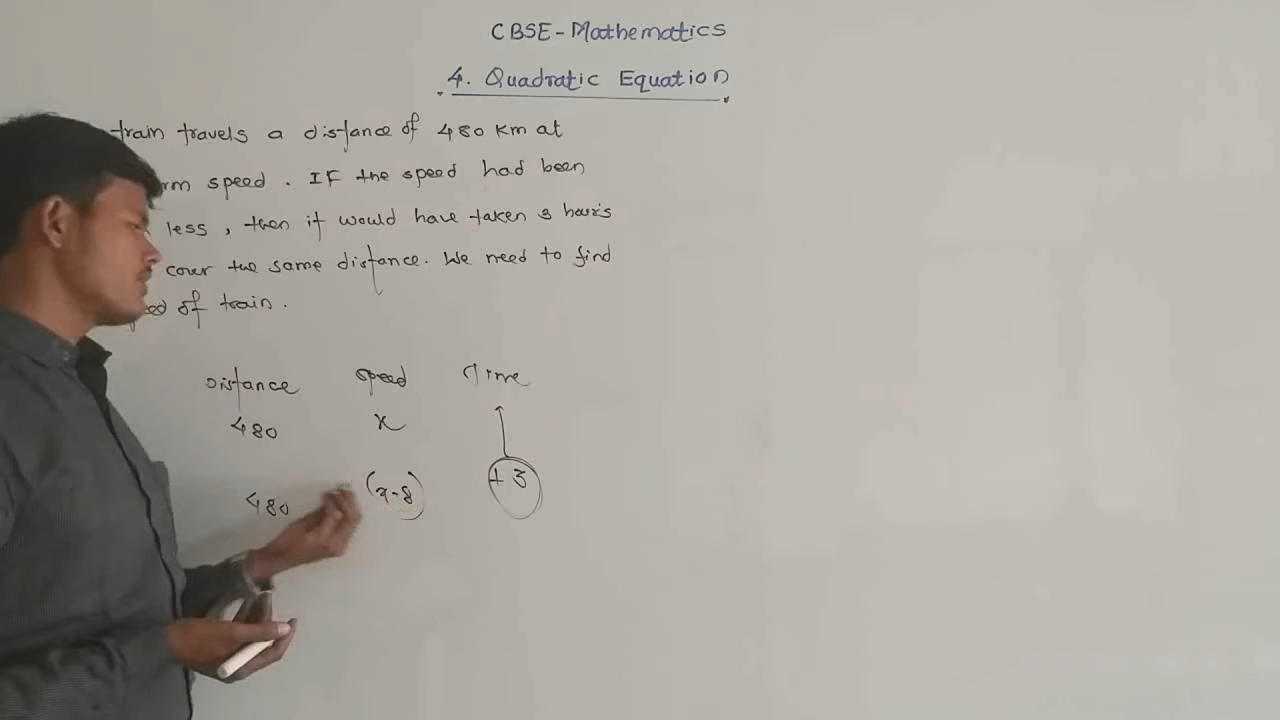 CBSE-Mathematics
4. Quadratic Equation
train travels a distance of 480 km at
rm speed. IF the speed had been
less, then it would have taken 3 hours
cover the same distance. We need to find
ed of train.
Distance speed Time
480 x
480 (x-8) +3